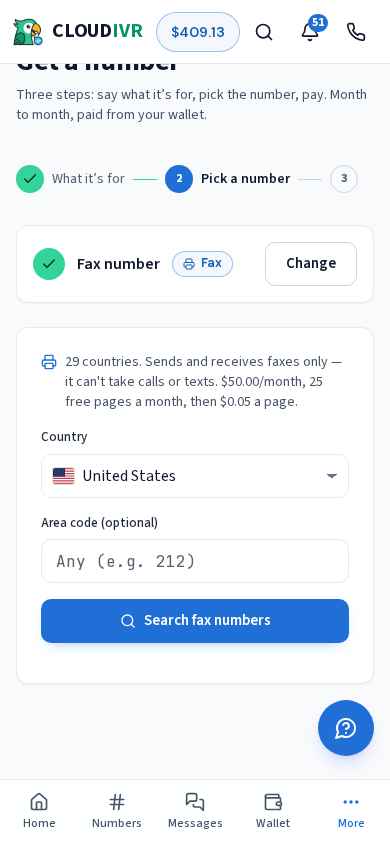 CLOUDIVR
$409.13
51
Get a number
Three steps: say what it's for, pick the number, pay. Month
to month, paid from your wallet.
What it's for
2
Pick a number
3
Fax number
Fax
Change
29 countries. Sends and receives faxes only —
it can't take calls or texts. $50.00/month, 25
free pages a month, then $0.05 a page.
Country
United States
Area code (optional)
Any (e.g. 212)
Search fax numbers
Home
Numbers
Messages
Wallet
More